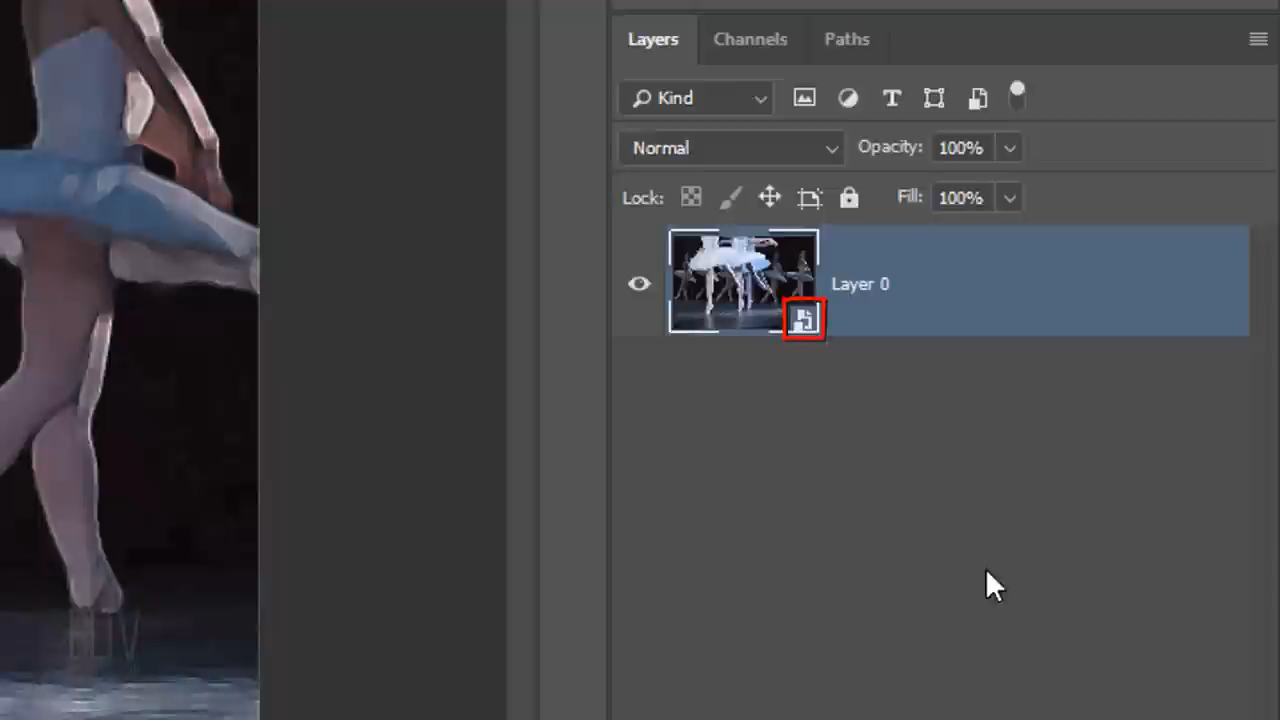 Layers Channels Paths
Kind
Normal Opacity: 100%
Lock: Fill: 100%
Layer 0